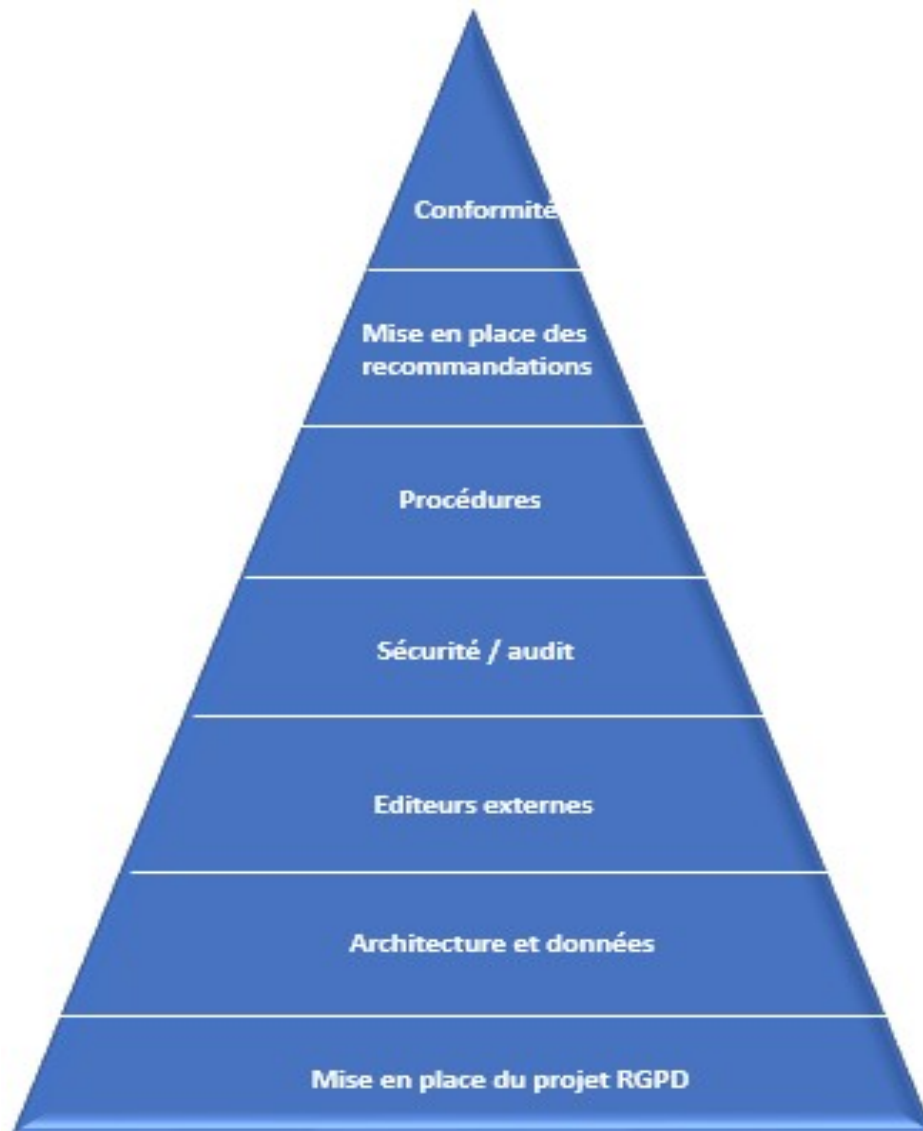 Conformité
Mise en place des
recommandations
Procédures
Sécurité / audit
Editeurs externes
Architecture et données
Mise en place du projet RGPD